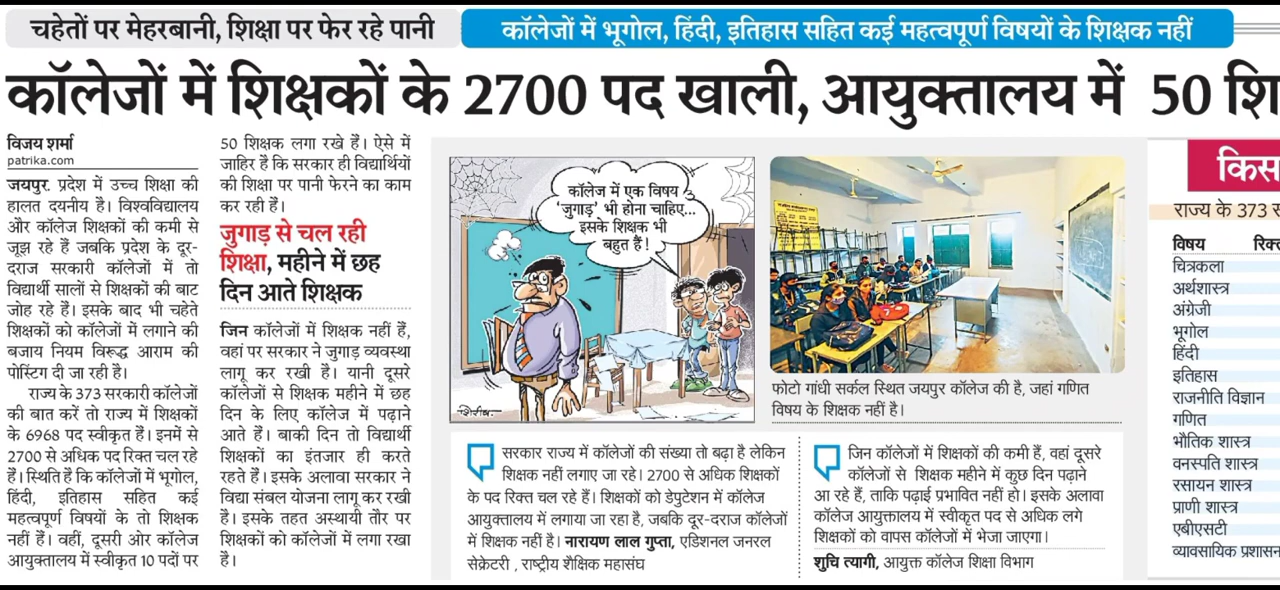 चहेतों पर मेहरबानी, शिक्षा पर फेर रहे पानी
कॉलेजों में भूगोल, हिंदी, इतिहास सहित कई महत्वपूर्ण विषयों के शिक्षक नहीं
कॉलेजों में शिक्षकों के 2700 पद खाली, आयुक्तालय में 50 शि
विजय शर्मा
patrika.com
जयपुर. प्रदेश में उच्च शिक्षा की
हालत दयनीय है। विश्वविद्यालय
और कॉलेज शिक्षकों की कमी से
जूझ रहे हैं जबकि प्रदेश के दूर-
दराज सरकारी कॉलेजों में तो
विद्यार्थी सालों से शिक्षकों की बाट
जोह रहे हैं। इसके बाद भी चहेते
शिक्षकों को कॉलेजों में लगाने की
बजाय नियम विरूद्ध आराम की
पोस्टिंग दी जा रही है।
राज्य के 373 सरकारी कॉलेजों
की बात करें तो राज्य में शिक्षकों
के 6968 पद स्वीकृत हैं। इनमें से
2700 से अधिक पद रिक्त चल रहे
हैं। स्थिति है कि कॉलेजों में भूगोल,
हिंदी, इतिहास सहित कई
महत्वपूर्ण विषयों के तो शिक्षक
नहीं हैं। वहीं, दूसरी ओर कॉलेज
आयुक्तालय में स्वीकृत 10 पदों पर
50 शिक्षक लगा रखे हैं। ऐसे में
जाहिर है कि सरकार ही विद्यार्थियों
की शिक्षा पर पानी फेरने का काम
कर रही है।
जुगाड़ से चल रही
शिक्षा, महीने में छह
दिन आते शिक्षक
जिन कॉलेजों में शिक्षक नहीं हैं,
वहां पर सरकार ने जुगाड़ व्यवस्था
लागू कर रखी है। यानी दूसरे
कॉलेजों से शिक्षक महीने में छह
दिन के लिए कॉलेज में पढ़ाने
आते हैं। बाकी दिन तो विद्यार्थी
शिक्षकों का इंतजार ही करते
रहते हैं। इसके अलावा सरकार ने
विद्या संबल योजना लागू कर रखी
है। इसके तहत अस्थायी तौर पर
शिक्षकों को कॉलेजों में लगा रखा
है।
कॉलेज में एक विषय
'जुगाड़' भी होना चाहिए...
इसके शिक्षक भी
बहुत हैं!
फोटो गांधी सर्कल स्थित जयपुर कॉलेज की है, जहां गणित
विषय के शिक्षक नहीं है।
सरकार राज्य में कॉलेजों की संख्या तो बढ़ा है लेकिन
शिक्षक नहीं लगाए जा रहे। 2700 से अधिक शिक्षकों
के पद रिक्त चल रहे हैं। शिक्षकों को डेपुटेशन में कॉलेज
आयुक्तालय में लगाया जा रहा है, जबकि दूर-दराज कॉलेजों
में शिक्षक नहीं है। नारायण लाल गुप्ता, एडिशनल जनरल
सेक्रेटरी , राष्ट्रीय शैक्षिक महासंघ
जिन कॉलेजों में शिक्षकों की कमी हैं, वहां दूसरे
कॉलेजों से शिक्षक महीने में कुछ दिन पढ़ाने
आ रहे हैं, ताकि पढ़ाई प्रभावित नहीं हो। इसके अलावा
कॉलेज आयुक्तालय में स्वीकृत पद से अधिक लगे
शिक्षकों को वापस कॉलेजों में भेजा जाएगा।
शुचि त्यागी, आयुक्त कॉलेज शिक्षा विभाग
किस
राज्य के 373 स
विषय रिक्त
चित्रकला
अर्थशास्त्र
अंग्रेजी
भूगोल
हिंदी
इतिहास
राजनीति विज्ञान
गणित
भौतिक शास्त्र
वनस्पति शास्त्र
रसायन शास्त्र
प्राणी शास्त्र
एबीएसटी
व्यावसायिक प्रशासन